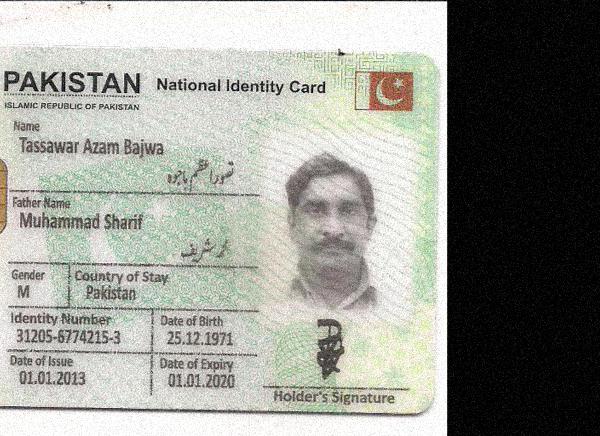 PAKISTAN National Identity Card
ISLAMIC REPUBLIC OF PAKISTAN
Name
Tassawar Azam Bajwa
تصور اعظم باجوہ
Father Name
Muhammad Sharif
محمد شریف
Gender Country of Stay
M Pakistan
Identity Number Date of Birth
31205-6774215-3 25.12.1971
Date of Issue Date of Expiry
01.01.2013 01.01.2020
Holder's Signature